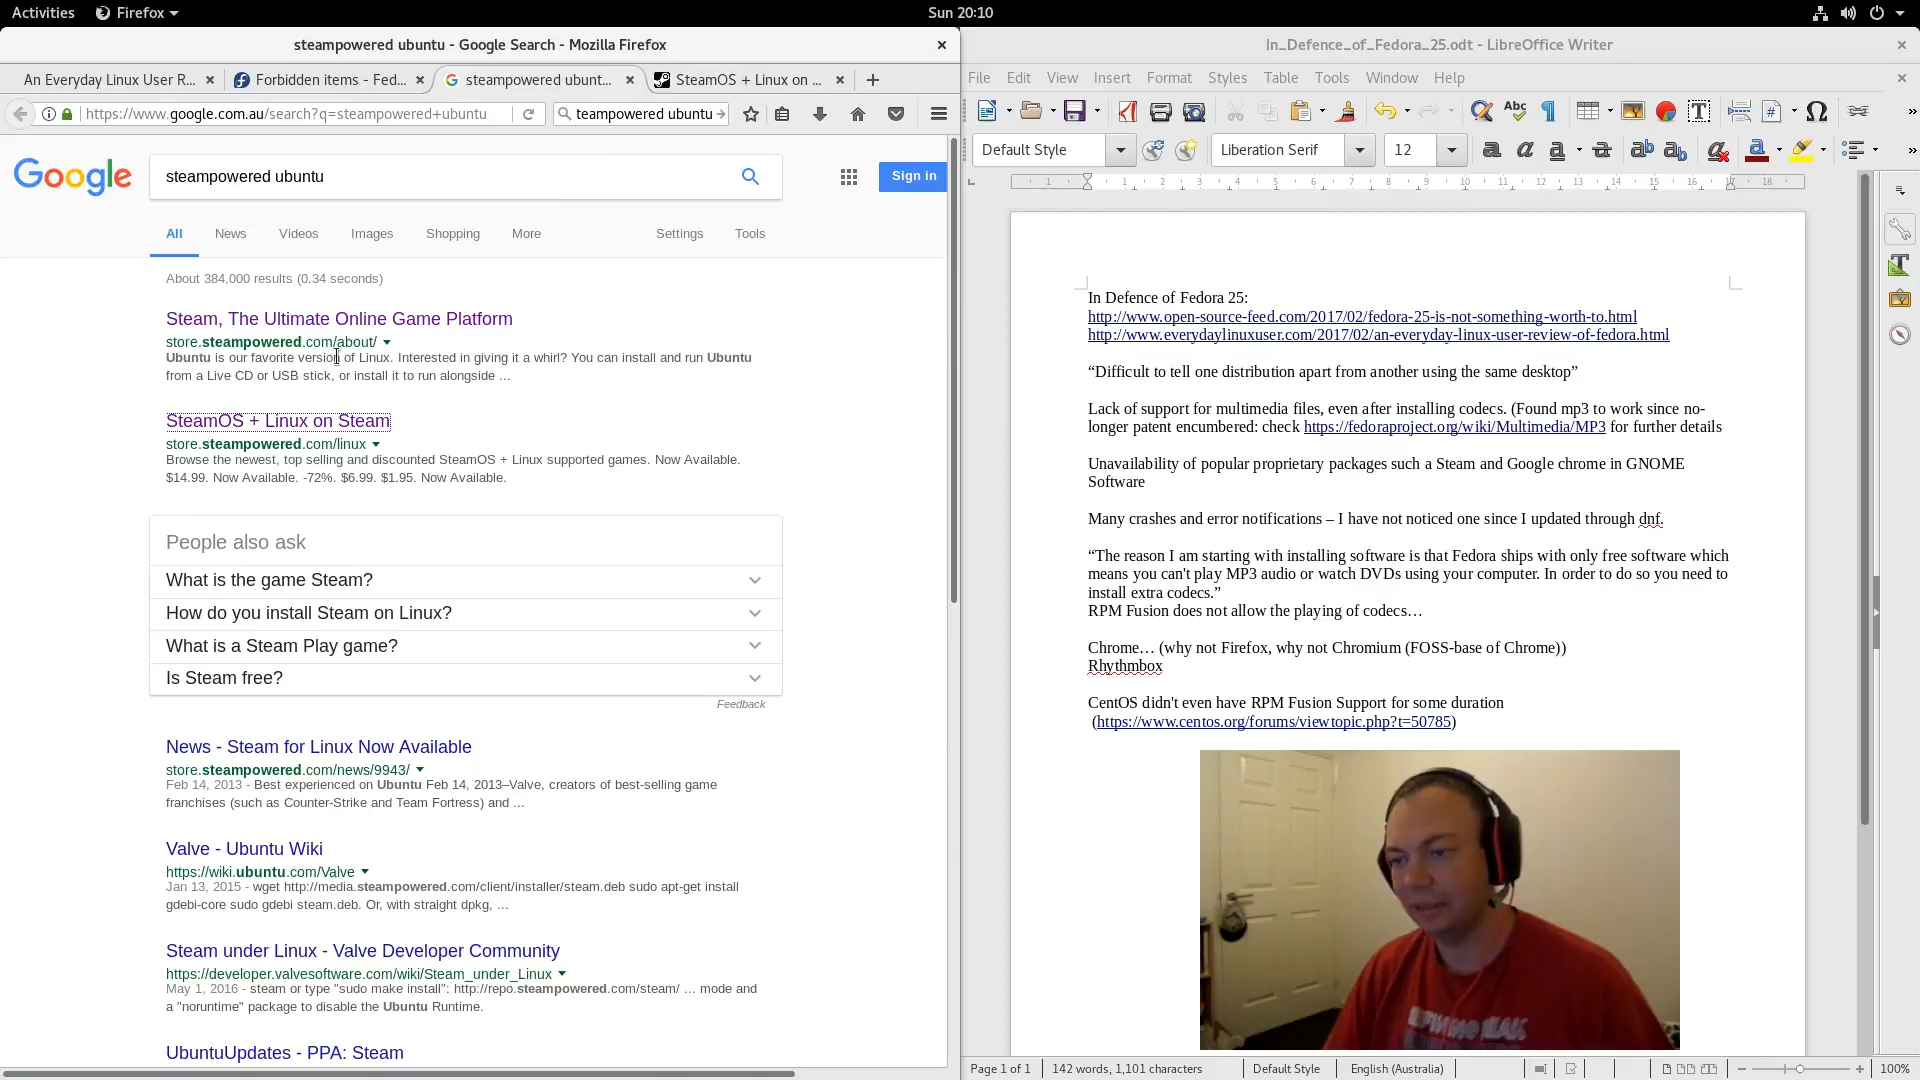 Activities
Firefox
Sun 20:10
steampowered ubuntu - Google Search - Mozilla Firefox
An Everyday Linux User R...
Forbidden items - Fed...
steampowered ubunt...
SteamOS + Linux on ...
https://www.google.com.au/search?q=steampowered+ubuntu
teampowered ubuntu
Google
steampowered ubuntu
Sign in
All
News
Videos
Images
Shopping
More
Settings
Tools
About 384,000 results (0.34 seconds)
Steam, The Ultimate Online Game Platform
store.steampowered.com/about/
Ubuntu is our favorite version of Linux. Interested in giving it a whirl? You can install and run Ubuntu
from a Live CD or USB stick, or install it to run alongside ...
SteamOS + Linux on Steam
store.steampowered.com/linux
Browse the newest, top selling and discounted SteamOS + Linux supported games. Now Available.
$14.99. Now Available. -72%. $6.99. $1.95. Now Available.
People also ask
What is the game Steam?
How do you install Steam on Linux?
What is a Steam Play game?
Is Steam free?
Feedback
News - Steam for Linux Now Available
store.steampowered.com/news/9943/
Feb 14, 2013 - Best experienced on Ubuntu Feb 14, 2013–Valve, creators of best-selling game
franchises (such as Counter-Strike and Team Fortress) and ...
Valve - Ubuntu Wiki
https://wiki.ubuntu.com/Valve
Jan 13, 2015 - wget http://media.steampowered.com/client/installer/steam.deb sudo apt-get install
gdebi-core sudo gdebi steam.deb. Or, with straight dpkg, ...
Steam under Linux - Valve Developer Community
https://developer.valvesoftware.com/wiki/Steam_under_Linux
May 1, 2016 - steam or type "sudo make install": http://repo.steampowered.com/steam/ ... mode and
a "noruntime" package to disable the Ubuntu Runtime.
UbuntuUpdates - PPA: Steam
In_Defence_of_Fedora_25.odt - LibreOffice Writer
File Edit View Insert Format Styles Table Tools Window Help
Default Style
Liberation Serif
12
1 1 2 3 4 5 6 7 8 9 10 11 12 13 14 15 16 17 18
In Defence of Fedora 25:
http://www.open-source-feed.com/2017/02/fedora-25-is-not-something-worth-to.html
http://www.everydaylinuxuser.com/2017/02/an-everyday-linux-user-review-of-fedora.html
“Difficult to tell one distribution apart from another using the same desktop”
Lack of support for multimedia files, even after installing codecs. (Found mp3 to work since no-
longer patent encumbered: check https://fedoraproject.org/wiki/Multimedia/MP3 for further details
Unavailability of popular proprietary packages such a Steam and Google chrome in GNOME
Software
Many crashes and error notifications – I have not noticed one since I updated through dnf.
“The reason I am starting with installing software is that Fedora ships with only free software which
means you can't play MP3 audio or watch DVDs using your computer. In order to do so you need to
install extra codecs.”
RPM Fusion does not allow the playing of codecs…
Chrome… (why not Firefox, why not Chromium (FOSS-base of Chrome))
Rhythmbox
CentOS didn't even have RPM Fusion Support for some duration
(https://www.centos.org/forums/viewtopic.php?t=50785)
Page 1 of 1
142 words, 1,101 characters
Default Style
English (Australia)
100%